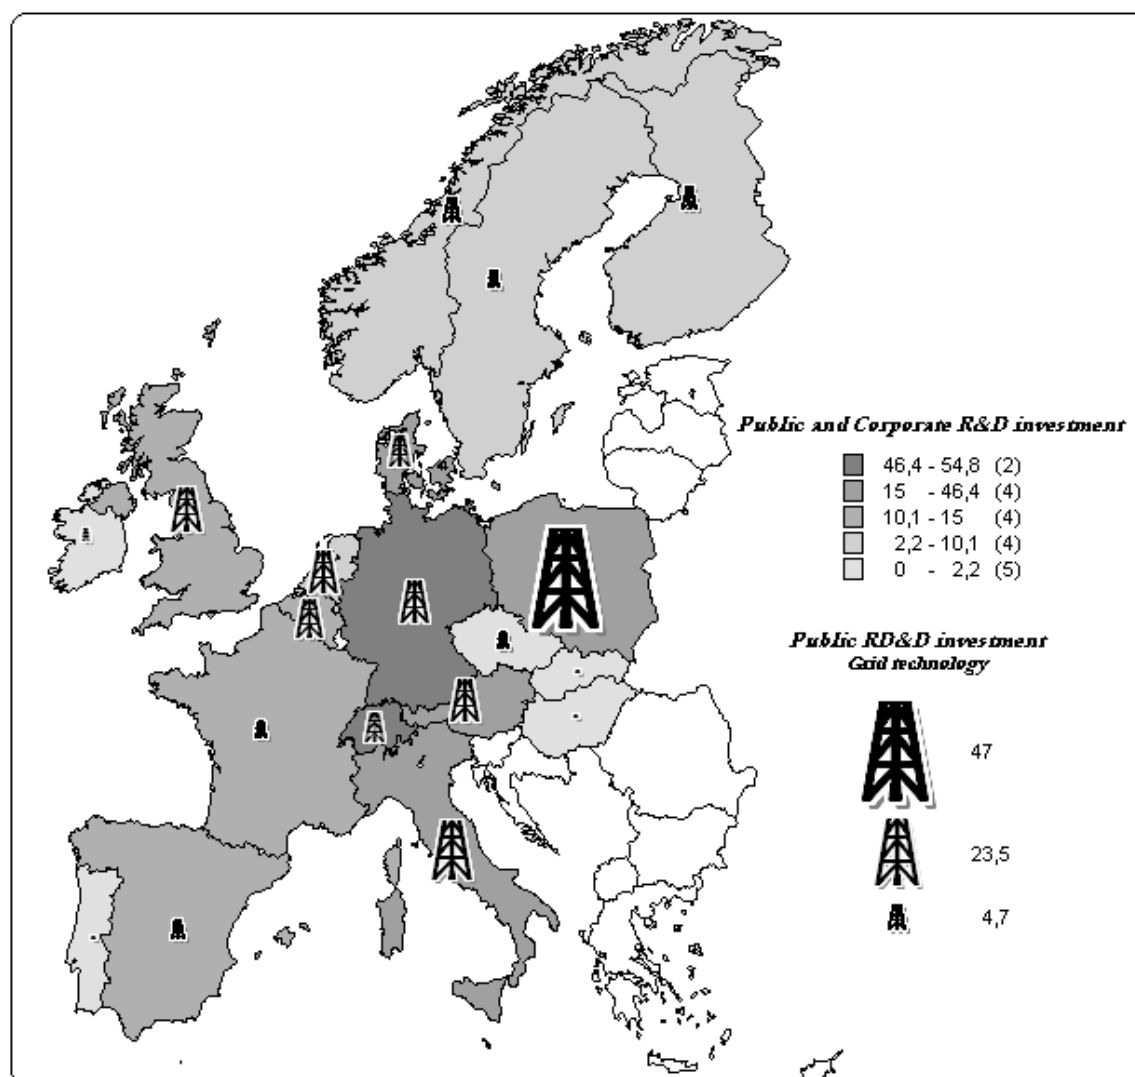 Public and Corporate R&D investment
46,4 - 54,8 (2)
15 - 46,4 (4)
10,1 - 15 (4)
2,2 - 10,1 (4)
0 - 2,2 (5)
Public RD&D investment
Grid technology
47
23,5
4,7